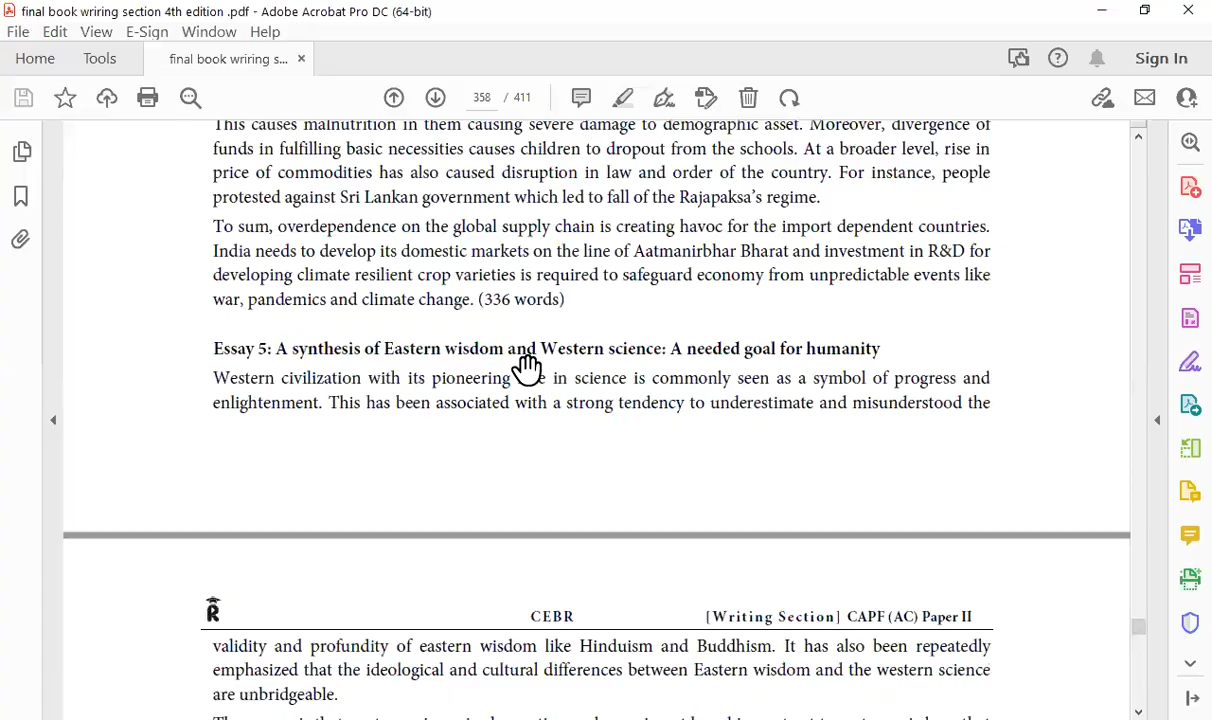 final book wriring section 4th edition .pdf - Adobe Acrobat Pro DC (64-bit)
File Edit View E-Sign Window Help
Home Tools final book wriring s... × Sign In
358 / 411
This causes malnutrition in them causing severe damage to demographic asset. Moreover, divergence of
funds in fulfilling basic necessities causes children to dropout from the schools. At a broader level, rise in
price of commodities has also caused disruption in law and order of the country. For instance, people
protested against Sri Lankan government which led to fall of the Rajapaksa's regime.
To sum, overdependence on the global supply chain is creating havoc for the import dependent countries.
India needs to develop its domestic markets on the line of Aatmanirbhar Bharat and investment in R&D for
developing climate resilient crop varieties is required to safeguard economy from unpredictable events like
war, pandemics and climate change. (336 words)
Essay 5: A synthesis of Eastern wisdom and Western science: A needed goal for humanity
Western civilization with its pioneering in science is commonly seen as a symbol of progress and
enlightenment. This has been associated with a strong tendency to underestimate and misunderstood the
R CEBR [Writing Section] CAPF (AC) Paper II
validity and profundity of eastern wisdom like Hinduism and Buddhism. It has also been repeatedly
emphasized that the ideological and cultural differences between Eastern wisdom and the western science
are unbridgeable.